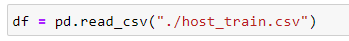 df = pd.read_csv("./host_train.csv")